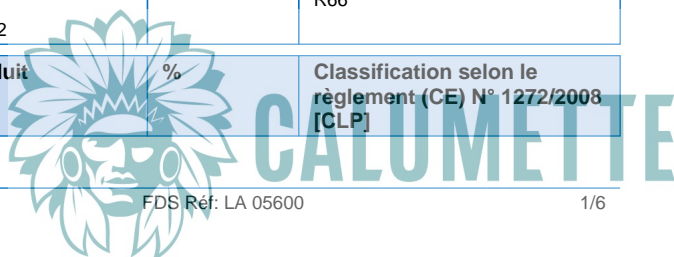 R66
2
luit % Classification selon le
règlement (CE) N° 1272/2008
[CLP]
CALUMETTE
FDS Réf: LA 05600 1/6